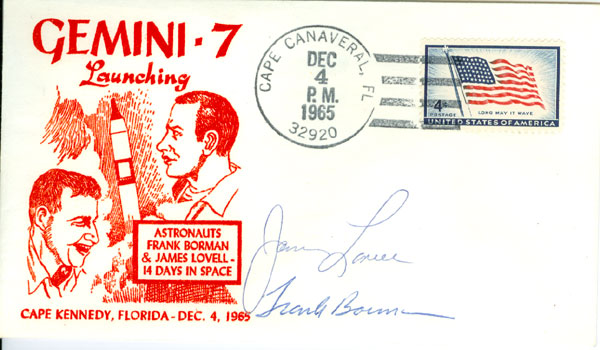 GEMINI - 7
Launching
ASTRONAUTS
FRANK BORMAN
& JAMES LOVELL -
14 DAYS IN SPACE
CAPE KENNEDY, FLORIDA - DEC. 4, 1965
CAPE CANAVERAL, FL
DEC
4
P.M.
1965
32920
4¢
POSTAGE
LONG MAY IT WAVE
UNITED STATES OF AMERICA
James Lovell
Frank Borman